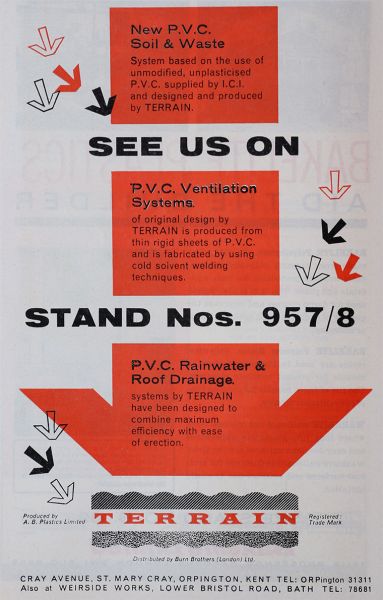 New P.V.C.
Soil & Waste
System based on the use of
unmodified, unplasticised
P.V.C. supplied by I.C.I.
and designed and produced
by TERRAIN.
SEE US ON
P.V.C. Ventilation
Systems.
of original design by
TERRAIN is produced from
thin rigid sheets of P.V.C.
and is fabricated by using
cold solvent welding
techniques.
STAND Nos. 957/8
P.V.C. Rainwater &
Roof Drainage.
systems by TERRAIN
have been designed to
combine maximum
efficiency with ease
of erection.
Produced by
A. B. Plastics Limited
TERRAIN
Registered:
Trade Mark
Distributed by Burn Brothers (London) Ltd.
CRAY AVENUE, ST. MARY CRAY, ORPINGTON, KENT TEL: ORPington 31311
Also at WEIRSIDE WORKS, LOWER BRISTOL ROAD, BATH TEL: 78681